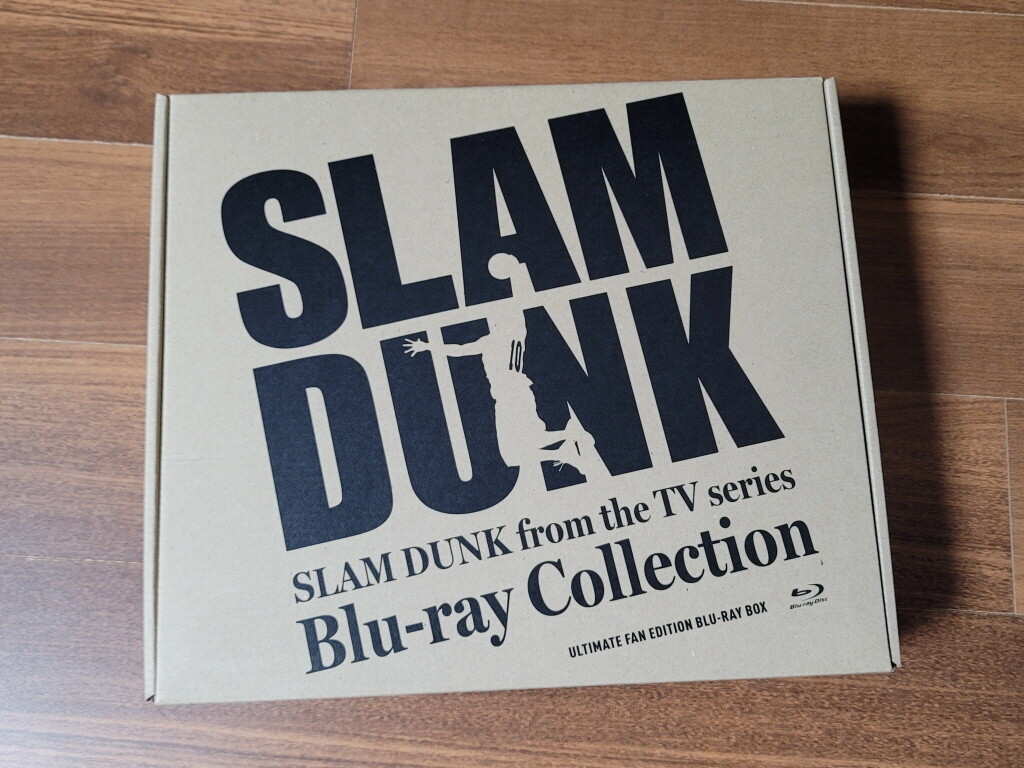 SLAM
DUNK
10
SLAM DUNK from the TV series
Blu-ray Collection
ULTIMATE FAN EDITION BLU-RAY BOX
Blu-ray Disc